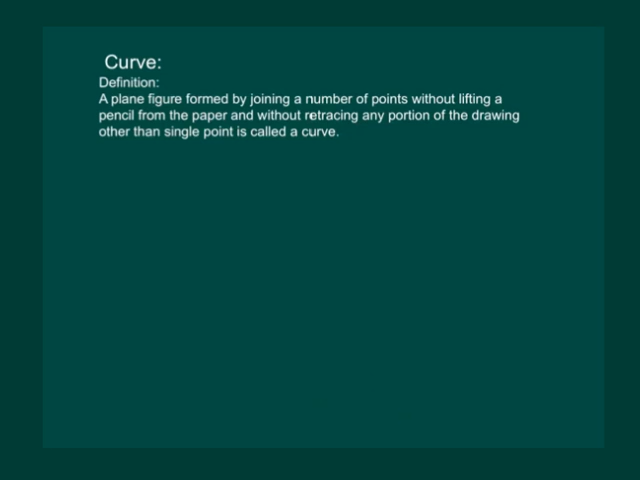 Curve:
Definition:
A plane figure formed by joining a number of points without lifting a
pencil from the paper and without retracing any portion of the drawing
other than single point is called a curve.